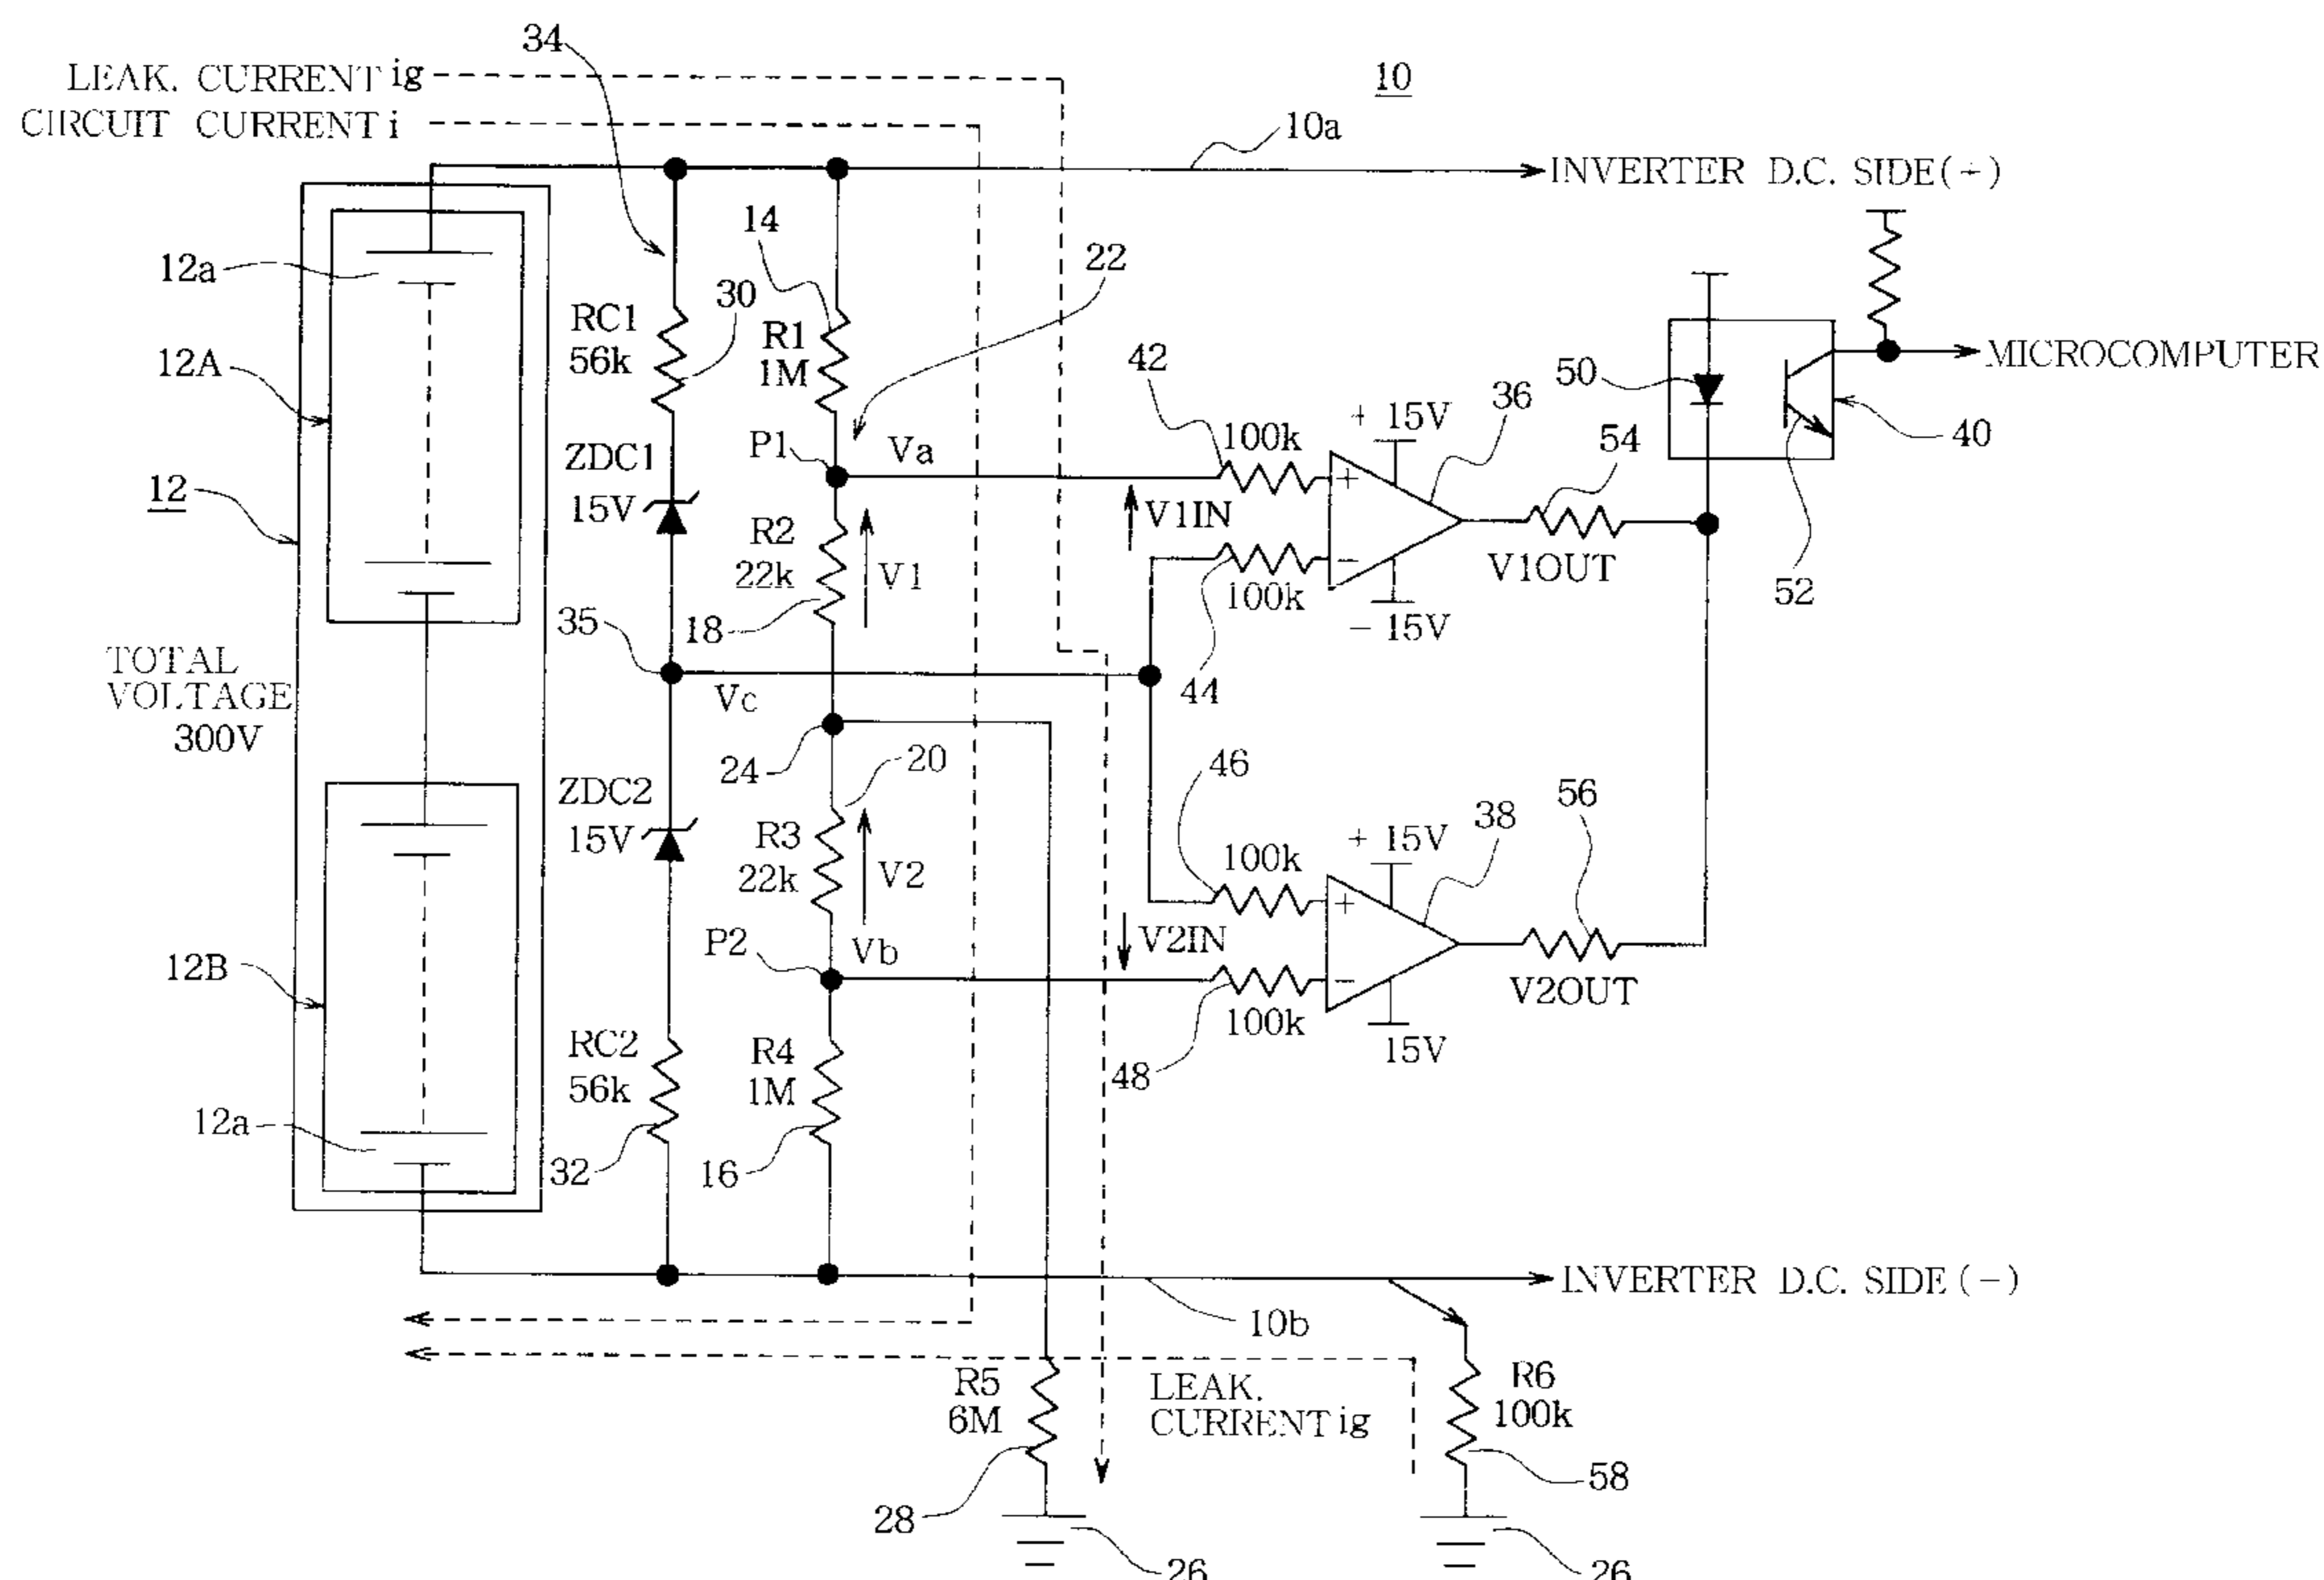 34
LEAK. CURRENT ig
10
CIRCUIT CURRENT i
10a
INVERTER D.C. SIDE(+)
14
12a
22
RC1
56k
30
R1
1M
42
50
MICROCOMPUTER
12A
+ 15V
36
40
P1
Va
100k
54
ZDC1
15V
12
V1IN
R2
22k
V1
V1OUT
52
35
18
100k
- 15V
TOTAL
VOLTAGE
300V
Vc
44
24
20
46
ZDC2
15V
56
38
R3
22k
V2
100k
+ 15V
P2
Vb
V2IN
12B
V2OUT
RC2
56k
R4
1M
100k
15V
48
12a
32
16
INVERTER D.C. SIDE (-)
10b
R5
6M
LEAK.
CURRENT ig
R6
100k
58
28
26
26